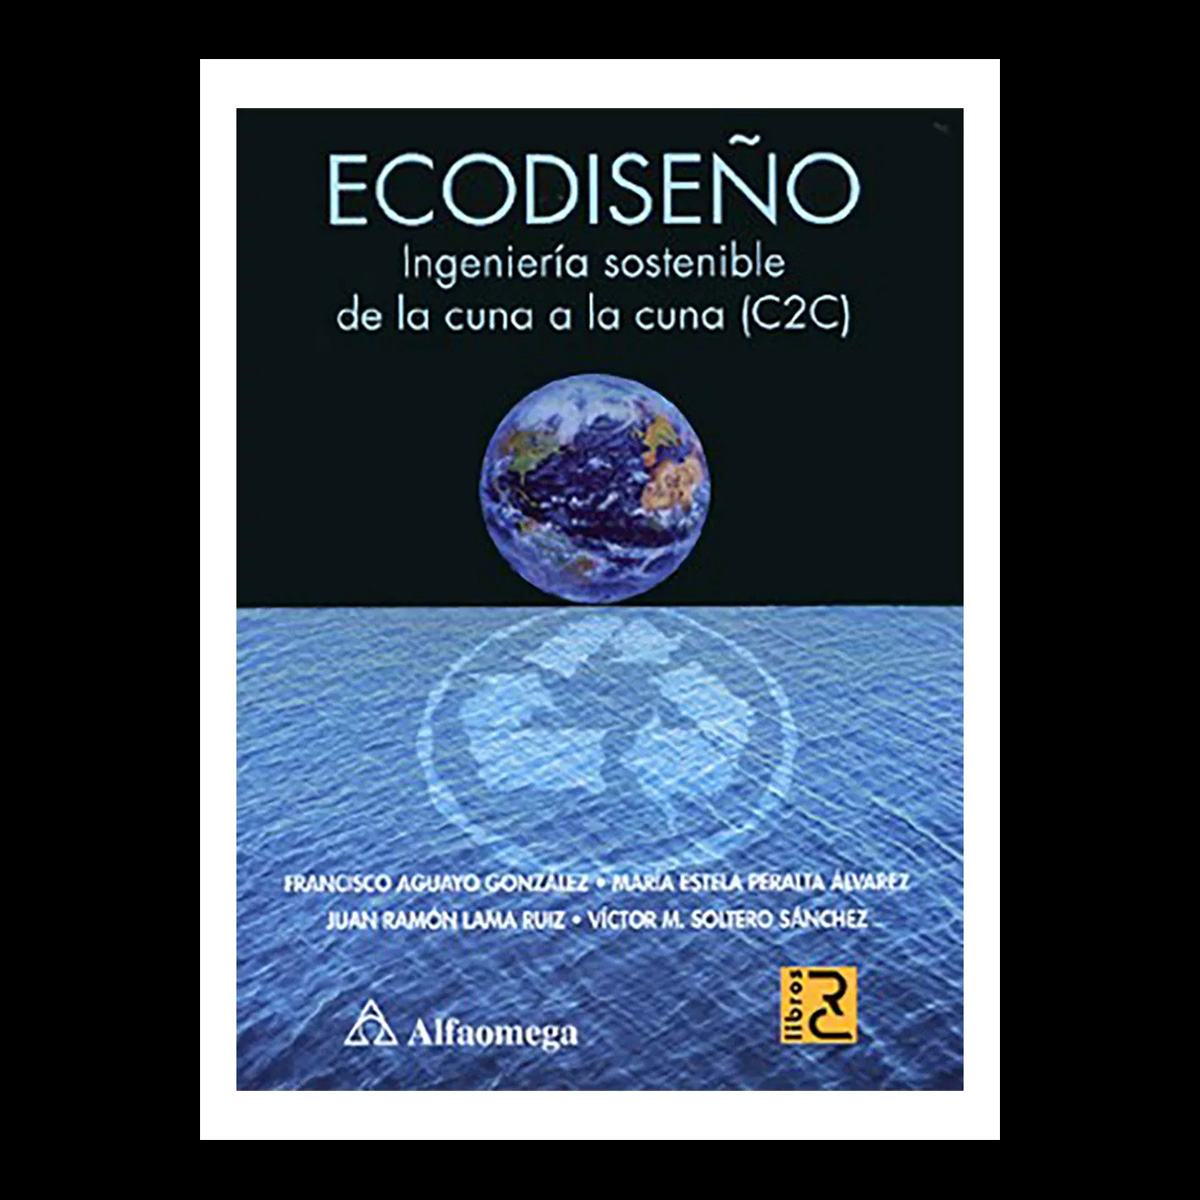 ECODISEÑO
Ingeniería sostenible
de la cuna a la cuna (C2C)
FRANCISCO AGUAYO GONZÁLEZ • MARÍA ESTELA PERALTA ÁLVAREZ
JUAN RAMÓN LAMA RUIZ • VÍCTOR M. SOLTERO SÁNCHEZ
Alfaomega
libros RC